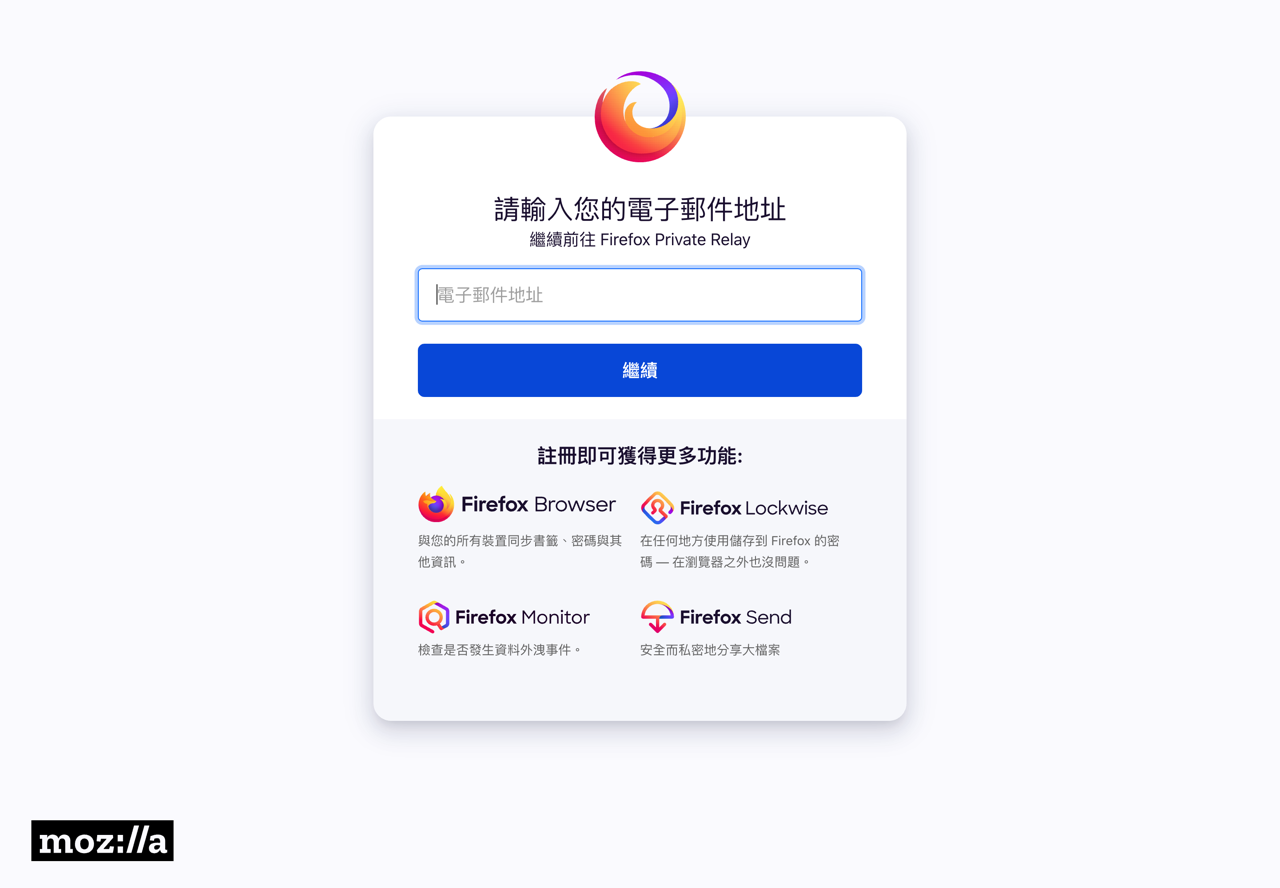 請輸入您的電子郵件地址
繼續前往 Firefox Private Relay
電子郵件地址
繼續
註冊即可獲得更多功能:
Firefox Browser
與您的所有裝置同步書籤、密碼與其
他資訊。
Firefox Lockwise
在任何地方使用儲存到 Firefox 的密
碼 — 在瀏覽器之外也沒問題。
Firefox Monitor
檢查是否發生資料外洩事件。
Firefox Send
安全而私密地分享大檔案
moz://a